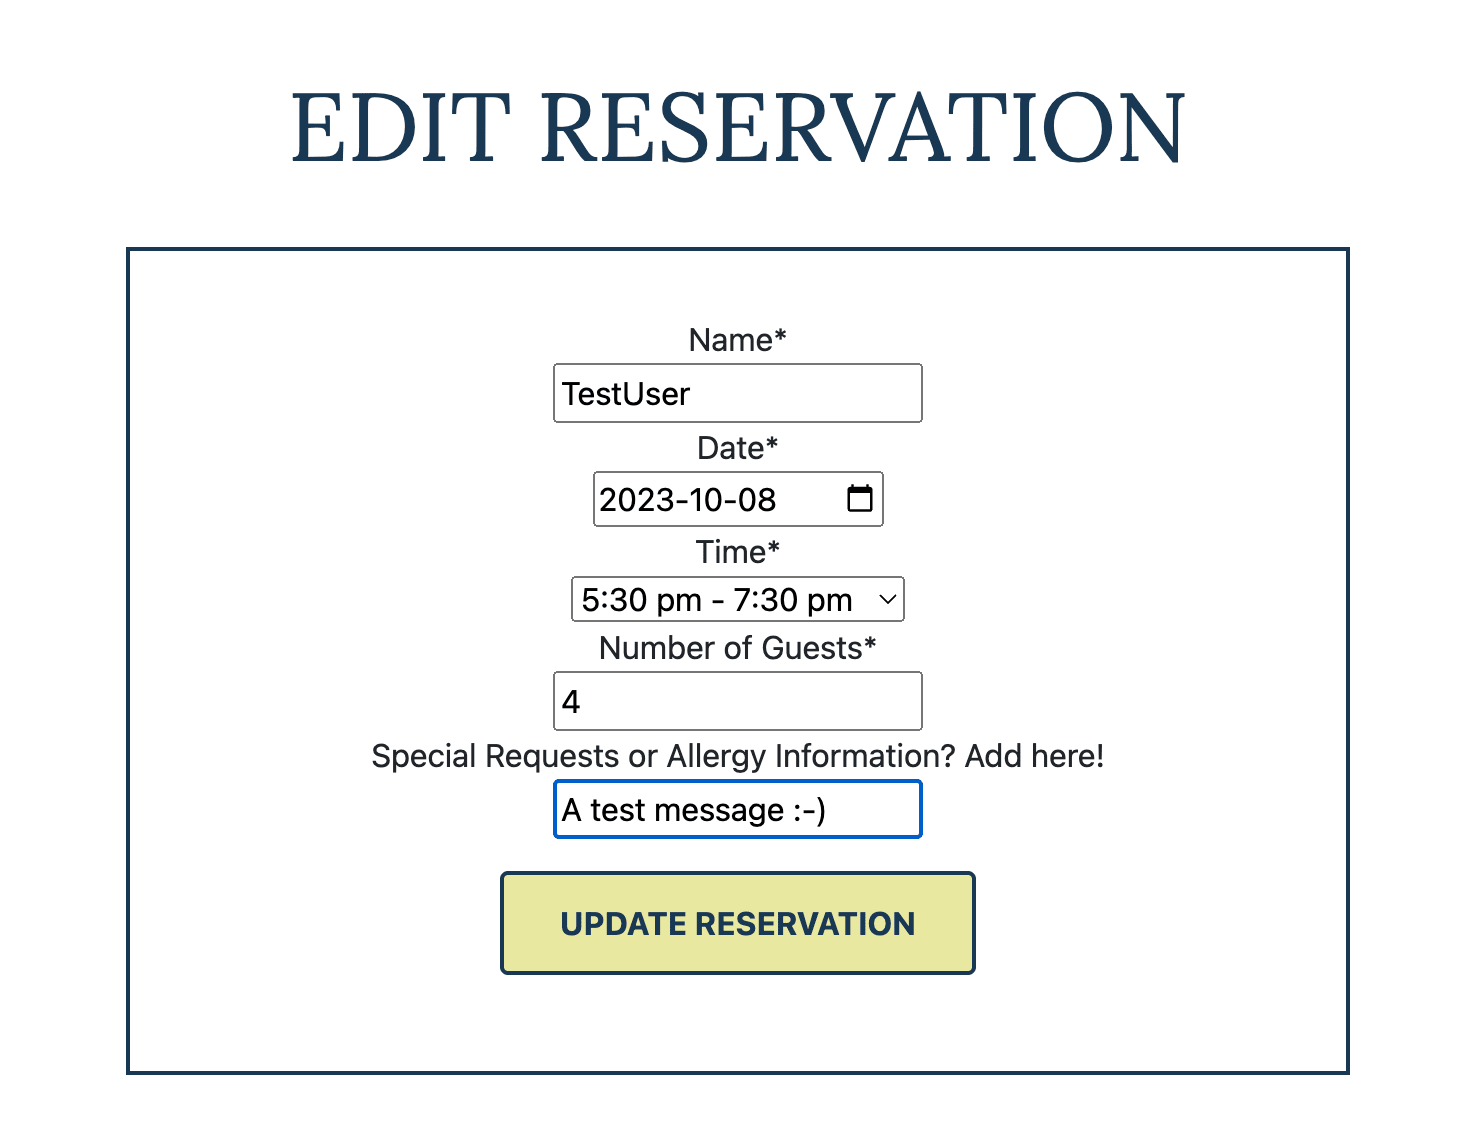 EDIT RESERVATION
Name*
TestUser
Date*
2023-10-08
Time*
5:30 pm - 7:30 pm
Number of Guests*
4
Special Requests or Allergy Information? Add here!
A test message :-)
UPDATE RESERVATION